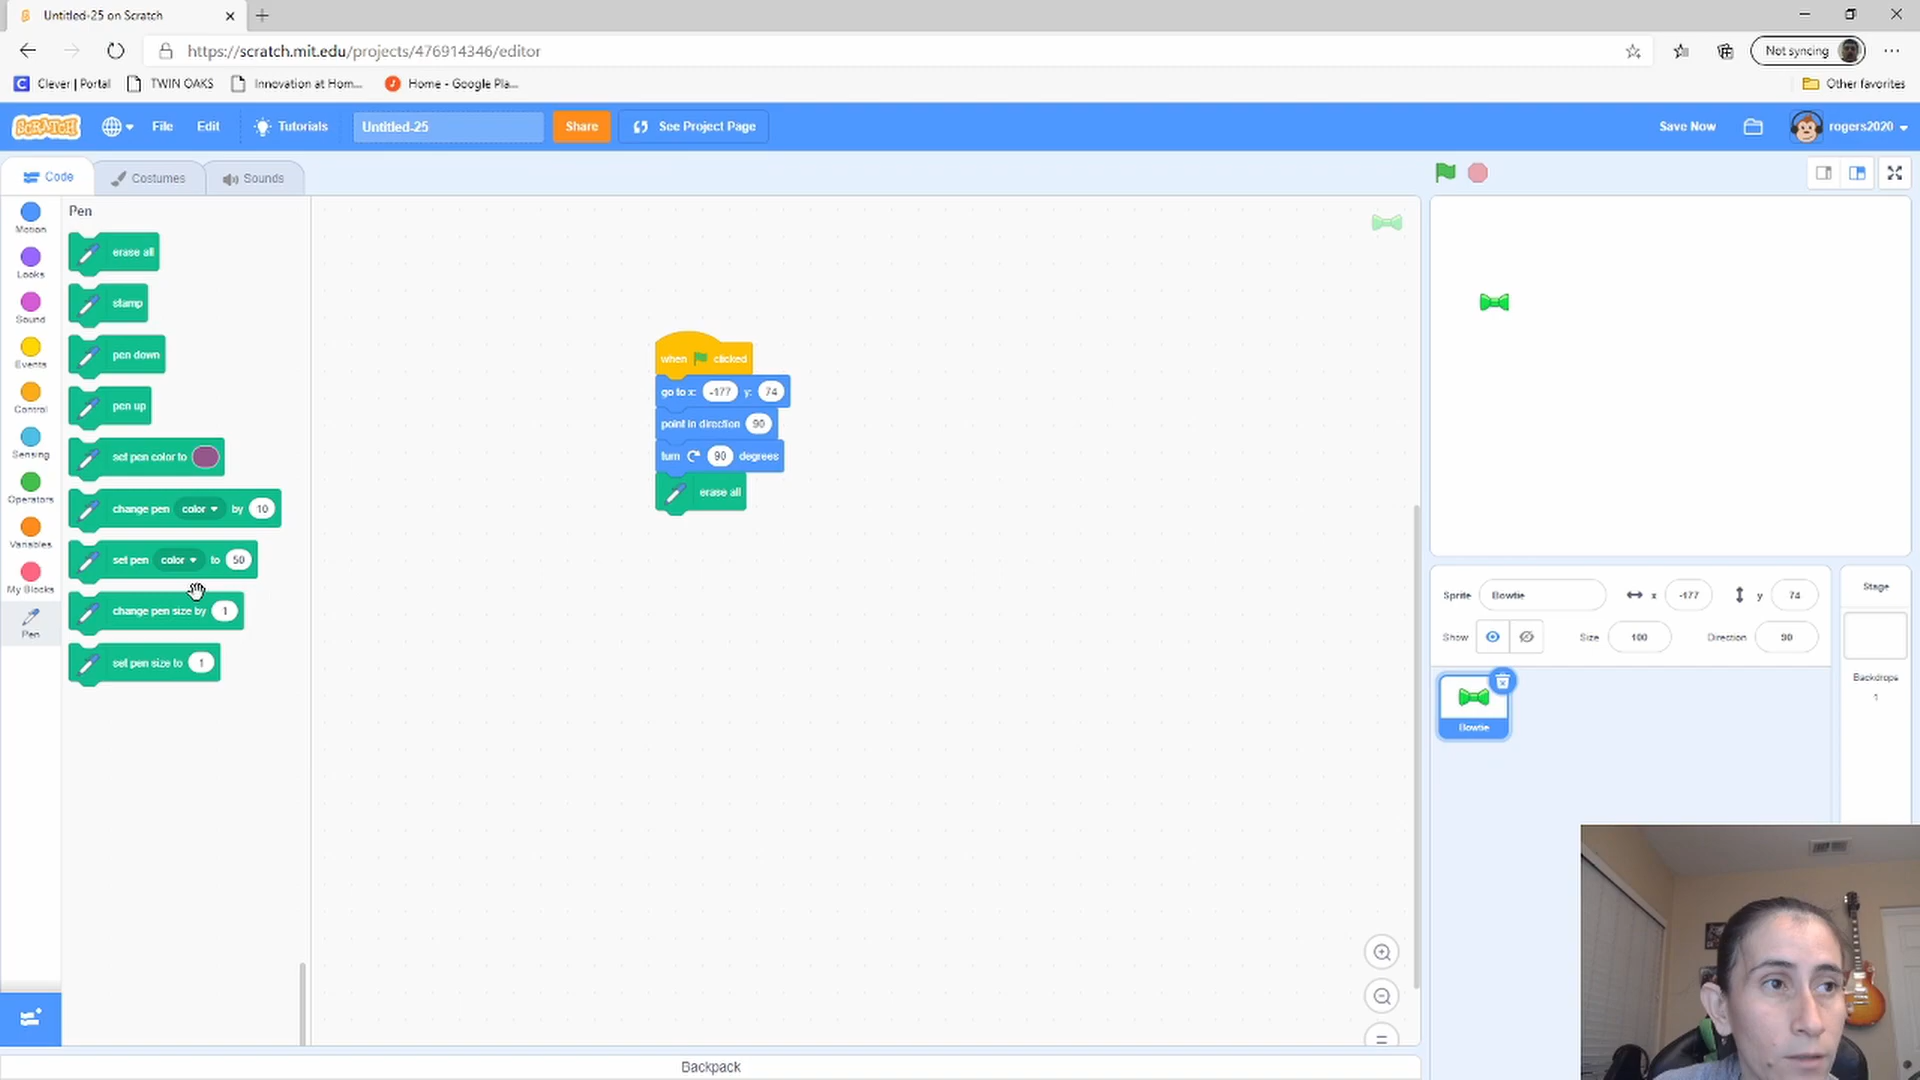 Untitled-25 on Scratch
https://scratch.mit.edu/projects/476914346/editor
Not syncing
Clever | Portal
TWIN OAKS
Innovation at Hom...
Home - Google Pla...
Other favorites
SCRATCH
File
Edit
Tutorials
Untitled-25
Share
See Project Page
Save Now
rogers2020
Code
Costumes
Sounds
Motion
Looks
Sound
Events
Control
Sensing
Operators
Variables
My Blocks
Pen
Pen
erase all
stamp
pen down
pen up
set pen color to
change pen color by 10
set pen color to 50
change pen size by 1
set pen size to 1
when clicked
go to x: -177 y: 74
point in direction 90
turn 90 degrees
erase all
Sprite Bowtie x -177 y 74
Show Size 100 Direction 90
Bowtie
Stage
Backdrops
1
Backpack